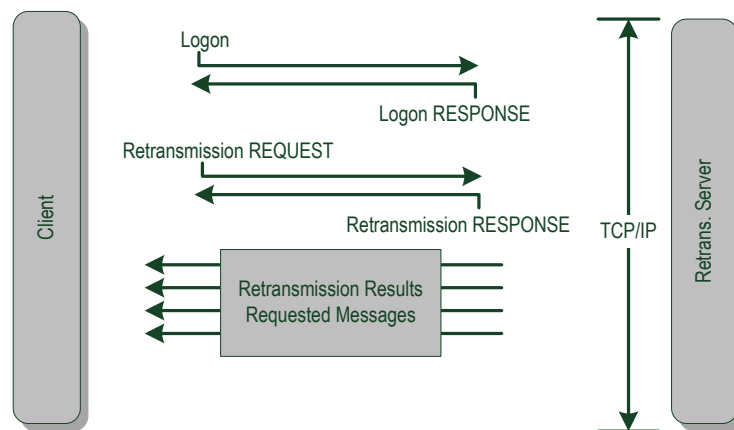 Logon
Logon RESPONSE
Retransmission REQUEST
Retransmission RESPONSE
Client
TCP/IP
Retrans. Server
Retransmission Results
Requested Messages